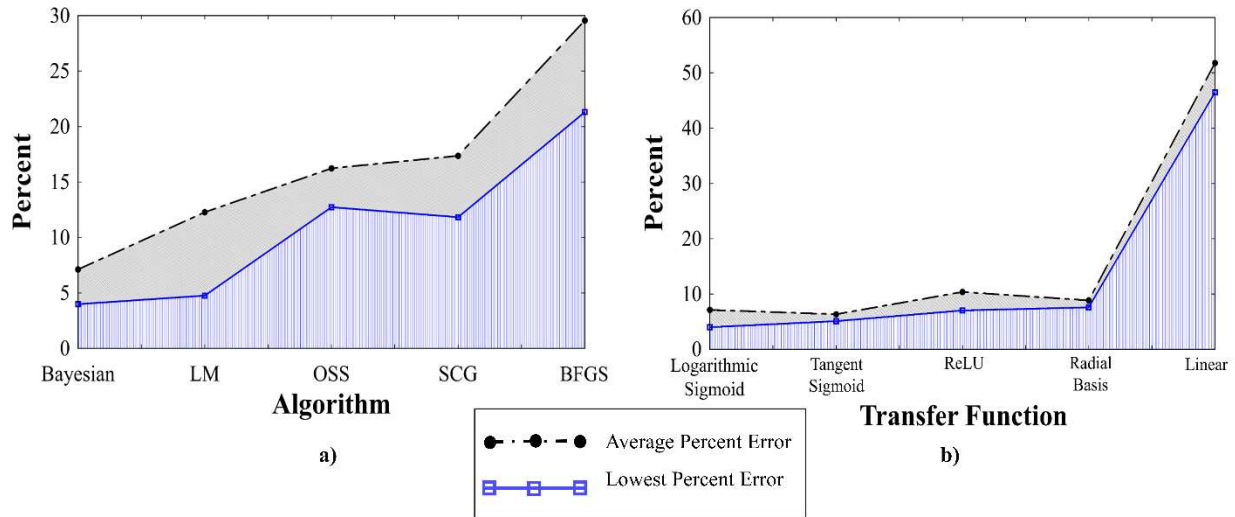 30
25
20
15
10
5
0
Percent
Bayesian LM OSS SCG BFGS
Algorithm
a)
60
50
40
30
20
10
0
Percent
Logarithmic Sigmoid
Tangent Sigmoid
ReLU
Radial Basis
Linear
Transfer Function
b)
Average Percent Error
Lowest Percent Error